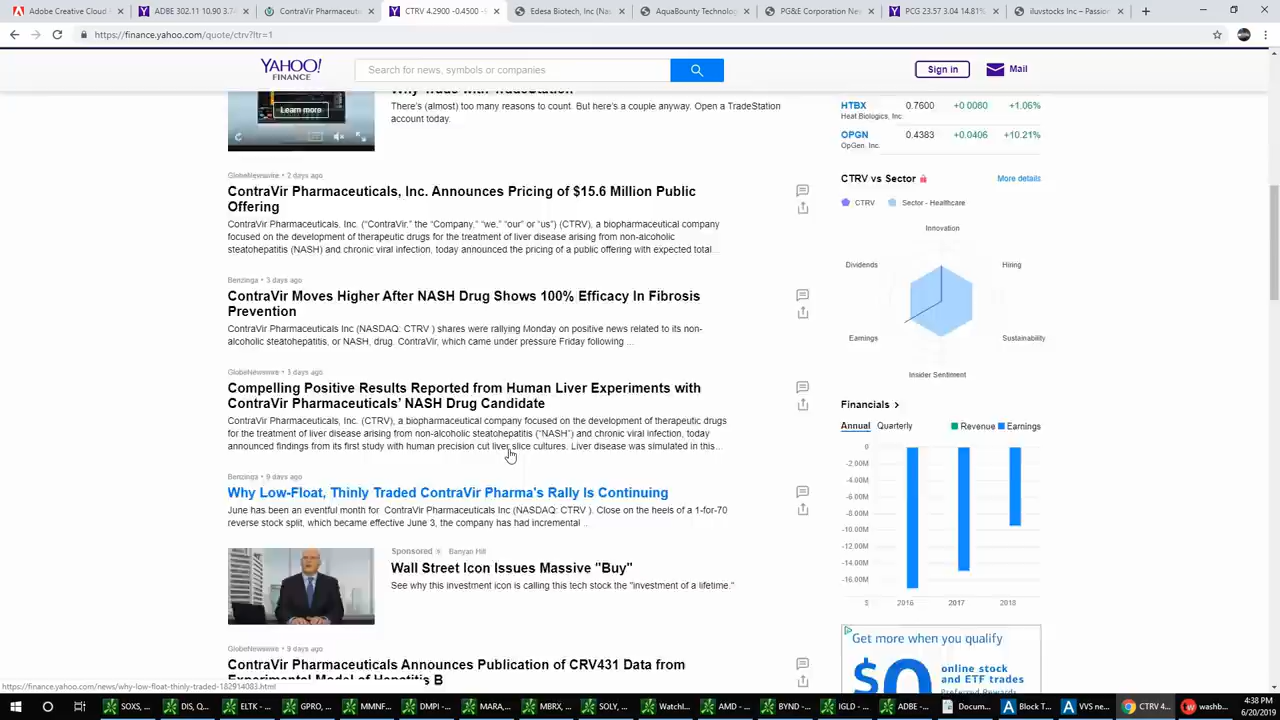 Adobe Creative Cloud
ADBE 302.11 10.90 3.74
ContraVir Pharmaceutic
CTRV 4.2900 -0.4500 -9
Edesa Biotech, Inc (Nas
AquaBounty Technolog
PG&E Corporation New
PCG 23.57 3.04 14.81%
iluvstocks Inc – Passion
https://finance.yahoo.com/quote/ctrv?ltr=1
YAHOO!
FINANCE
Search for news, symbols or companies
Sign in
Mail
Learn more
Why Trade with TradeStation
There's (almost) too many reasons to count. But here's a couple anyway. Open a TradeStation
account today.
GlobeNewswire • 2 days ago
ContraVir Pharmaceuticals, Inc. Announces Pricing of $15.6 Million Public
Offering
ContraVir Pharmaceuticals, Inc. ("ContraVir," the "Company," "we," "our" or "us") (CTRV), a biopharmaceutical company
focused on the development of therapeutic drugs for the treatment of liver disease arising from non-alcoholic
steatohepatitis (NASH) and chronic viral infection, today announced the pricing of a public offering with expected total...
Benzinga • 3 days ago
ContraVir Moves Higher After NASH Drug Shows 100% Efficacy In Fibrosis
Prevention
ContraVir Pharmaceuticals Inc (NASDAQ: CTRV ) shares were rallying Monday on positive news related to its non-
alcoholic steatohepatitis, or NASH, drug. ContraVir, which came under pressure Friday following ...
GlobeNewswire • 3 days ago
Compelling Positive Results Reported from Human Liver Experiments with
ContraVir Pharmaceuticals' NASH Drug Candidate
ContraVir Pharmaceuticals, Inc. (CTRV), a biopharmaceutical company focused on the development of therapeutic drugs
for the treatment of liver disease arising from non-alcoholic steatohepatitis ("NASH") and chronic viral infection, today
announced findings from its first study with human precision cut liver slice cultures. Liver disease was simulated in this...
Benzinga • 9 days ago
Why Low-Float, Thinly Traded ContraVir Pharma's Rally Is Continuing
June has been an eventful month for ContraVir Pharmaceuticals Inc (NASDAQ: CTRV ). Close on the heels of a 1-for-70
reverse stock split, which became effective June 3, the company has had incremental ...
Sponsored Banyan Hill
Wall Street Icon Issues Massive "Buy"
See why this investment icon is calling this tech stock the "investment of a lifetime."
GlobeNewswire • 9 days ago
ContraVir Pharmaceuticals Announces Publication of CRV431 Data from
Experimental Model of Hepatitis B
HTBX 0.7600 +0.0080 +1.06%
Heat Biologics, Inc.
OPGN 0.4383 +0.0406 +10.21%
OpGen, Inc.
CTRV vs Sector
More details
CTRV
Sector - Healthcare
Innovation
Dividends
Hiring
Earnings
Sustainability
Insider Sentiment
Financials
Annual Quarterly
Revenue Earnings
0
-2.00M
-4.00M
-6.00M
-8.00M
-10.00M
-12.00M
-14.00M
-16.00M
$ 2016 2017 2018
Get more when you qualify
$0
online stock
and ETF trades
Preferred Rewards
https://finance.yahoo.com/news/why-low-float-thinly-traded-182914083.html
SOXS, ...
DIS, Q...
ELTK -...
GPRO, ...
MMNF...
DMPI -...
MARA,...
MBRX, ...
SOLY, ...
Watchl...
AMD - ...
BYND - ...
IGLD - ...
ADBE -...
Docum...
Block T...
VVS ne...
CTRV 4...
washb...
4:38 PM
6/20/2019